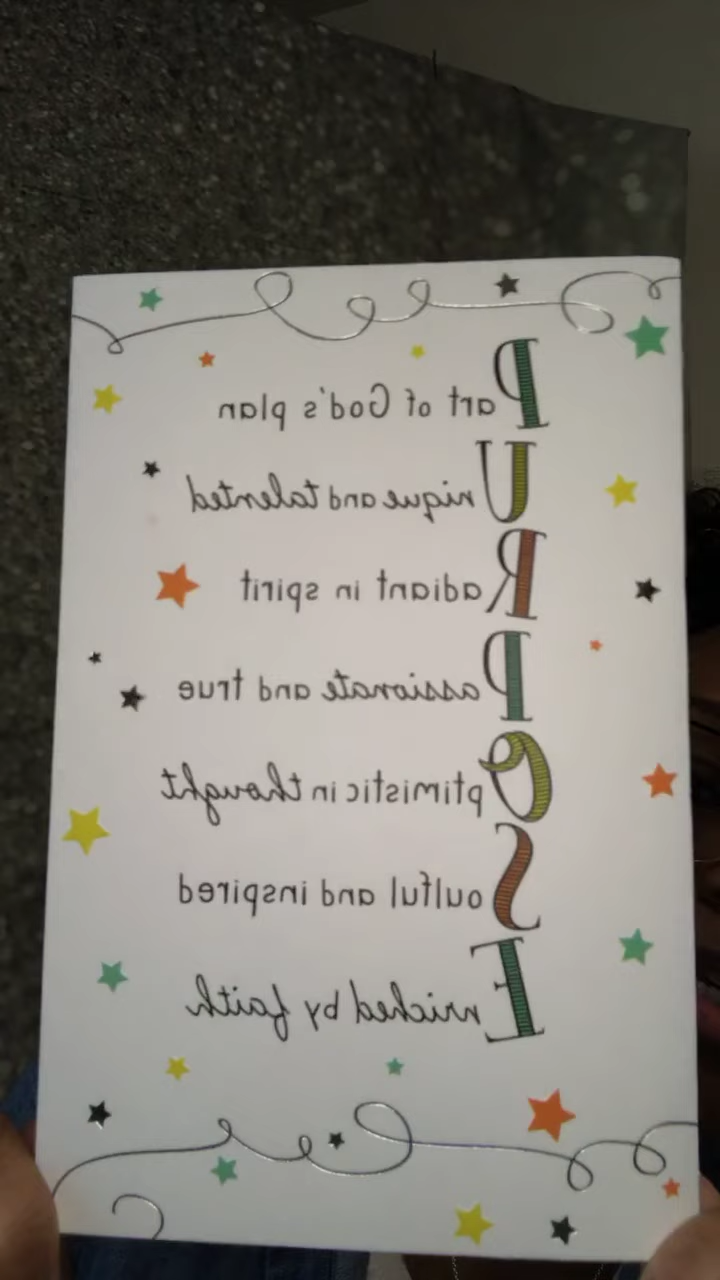 Part of God's plan
Unique and talented
Radiant in spirit
Passionate and true
Optimistic in thought
Soulful and inspired
Enriched by faith